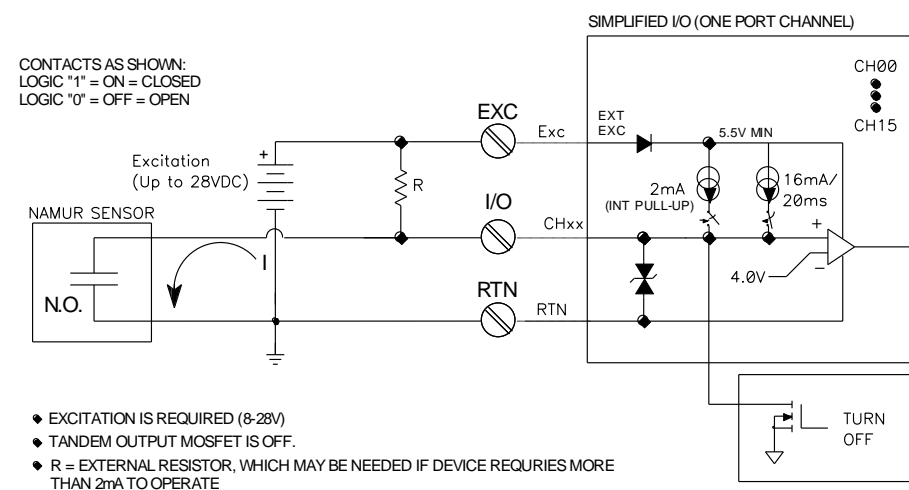 SIMPLIFIED I/O (ONE PORT CHANNEL)
CONTACTS AS SHOWN:
LOGIC "1" = ON = CLOSED
LOGIC "0" = OFF = OPEN
CH00
CH15
EXC
Exc
EXT
EXC
5.5V MIN
Excitation
(Up to 28VDC)
+
R
2mA
(INT PULL-UP)
16mA/
20ms
I/O
CHxx
NAMUR SENSOR
N.O.
I
+
4.0V
−
RTN
RTN
TURN
OFF
EXCITATION IS REQUIRED (8-28V)
TANDEM OUTPUT MOSFET IS OFF.
R = EXTERNAL RESISTOR, WHICH MAY BE NEEDED IF DEVICE REQURIES MORE
THAN 2mA TO OPERATE